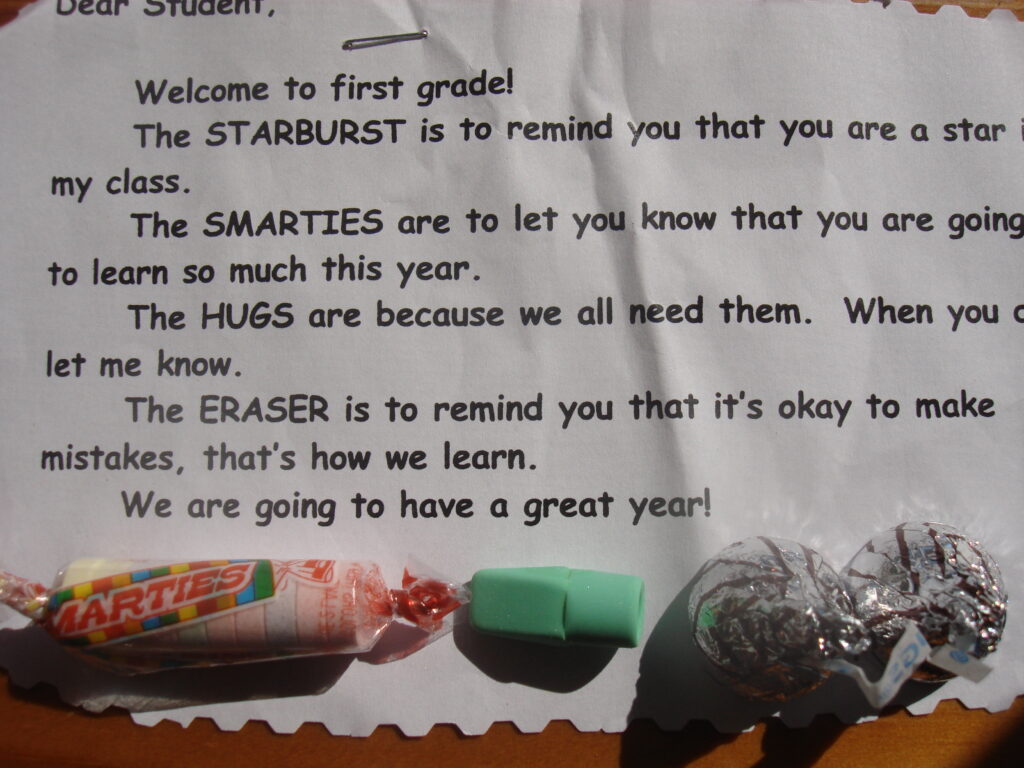 Dear Student,
Welcome to first grade!
The STARBURST is to remind you that you are a star
my class.
The SMARTIES are to let you know that you are going
to learn so much this year.
The HUGS are because we all need them. When you
let me know.
The ERASER is to remind you that it's okay to make
mistakes, that's how we learn.
We are going to have a great year!
MARTIES